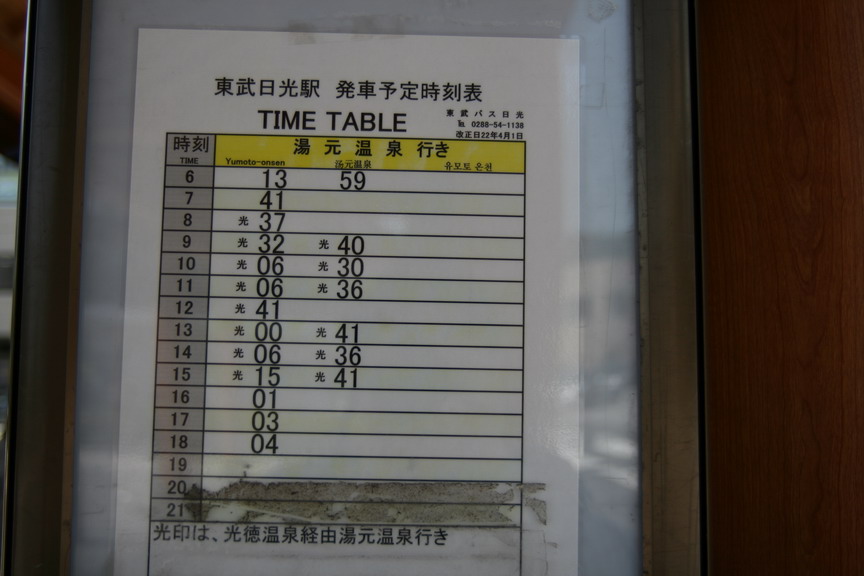 東武日光駅 発車予定時刻表
TIME TABLE
東武バス日光
℡ 0288-54-1138
改正日22年4月1日
時刻 湯元温泉行き
TIME Yumoto-onsen 汤元温泉 유모토 온천
6 13 59
7 41
8 光 37
9 光 32 光 40
10 光 06 光 30
11 光 06 光 36
12 光 41
13 光 00 光 41
14 光 06 光 36
15 光 15 光 41
16 01
17 03
18 04
19
20
21
光印は、光徳温泉経由湯元温泉行き